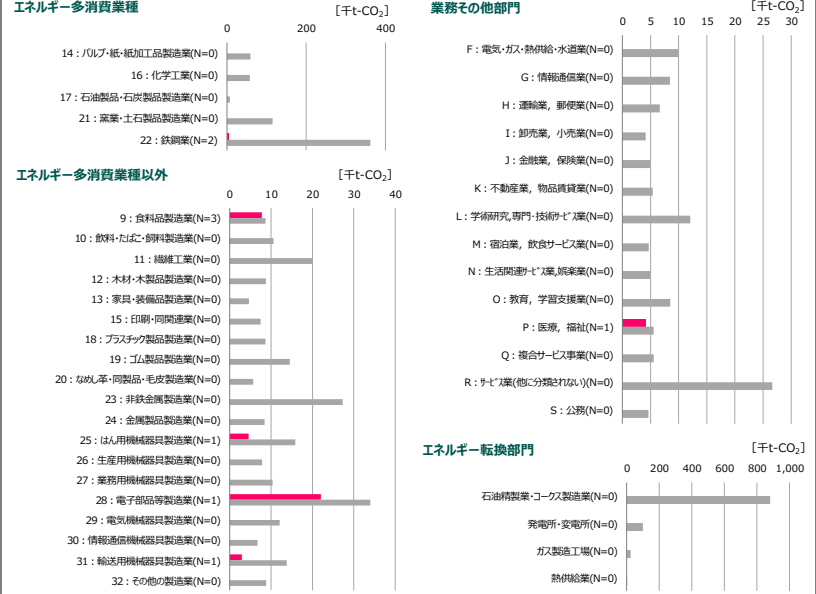 エネルギー多消費業種
[千t-CO2]
0 200 400
14：パルプ・紙・紙加工品製造業(N=0)
16：化学工業(N=0)
17：石油製品・石炭製品製造業(N=0)
21：窯業・土石製品製造業(N=0)
22：鉄鋼業(N=2)
エネルギー多消費業種以外
[千t-CO2]
0 10 20 30 40
9：食料品製造業(N=3)
10：飲料・たばこ・飼料製造業(N=0)
11：繊維工業(N=0)
12：木材・木製品製造業(N=0)
13：家具・装備品製造業(N=0)
15：印刷・同関連業(N=0)
18：プラスチック製品製造業(N=0)
19：ゴム製品製造業(N=0)
20：なめし革・同製品・毛皮製造業(N=0)
23：非鉄金属製造業(N=0)
24：金属製品製造業(N=0)
25：はん用機械器具製造業(N=1)
26：生産用機械器具製造業(N=0)
27：業務用機械器具製造業(N=0)
28：電子部品等製造業(N=1)
29：電気機械器具製造業(N=0)
30：情報通信機械器具製造業(N=0)
31：輸送用機械器具製造業(N=1)
32：その他の製造業(N=0)
業務その他部門
[千t-CO2]
0 5 10 15 20 25 30
F：電気・ガス・熱供給・水道業(N=0)
G：情報通信業(N=0)
H：運輸業，郵便業(N=0)
I：卸売業，小売業(N=0)
J：金融業，保険業(N=0)
K：不動産業，物品賃貸業(N=0)
L：学術研究,専門・技術ｻｰﾋﾞｽ業(N=0)
M：宿泊業，飲食サービス業(N=0)
N：生活関連ｻｰﾋﾞｽ業,娯楽業(N=0)
O：教育，学習支援業(N=0)
P：医療，福祉(N=1)
Q：複合サービス事業(N=0)
R：ｻｰﾋﾞｽ業(他に分類されない)(N=0)
S：公務(N=0)
エネルギー転換部門
[千t-CO2]
0 200 400 600 800 1,000
石油精製業・コークス製造業(N=0)
発電所・変電所(N=0)
ガス製造工場(N=0)
熱供給業(N=0)